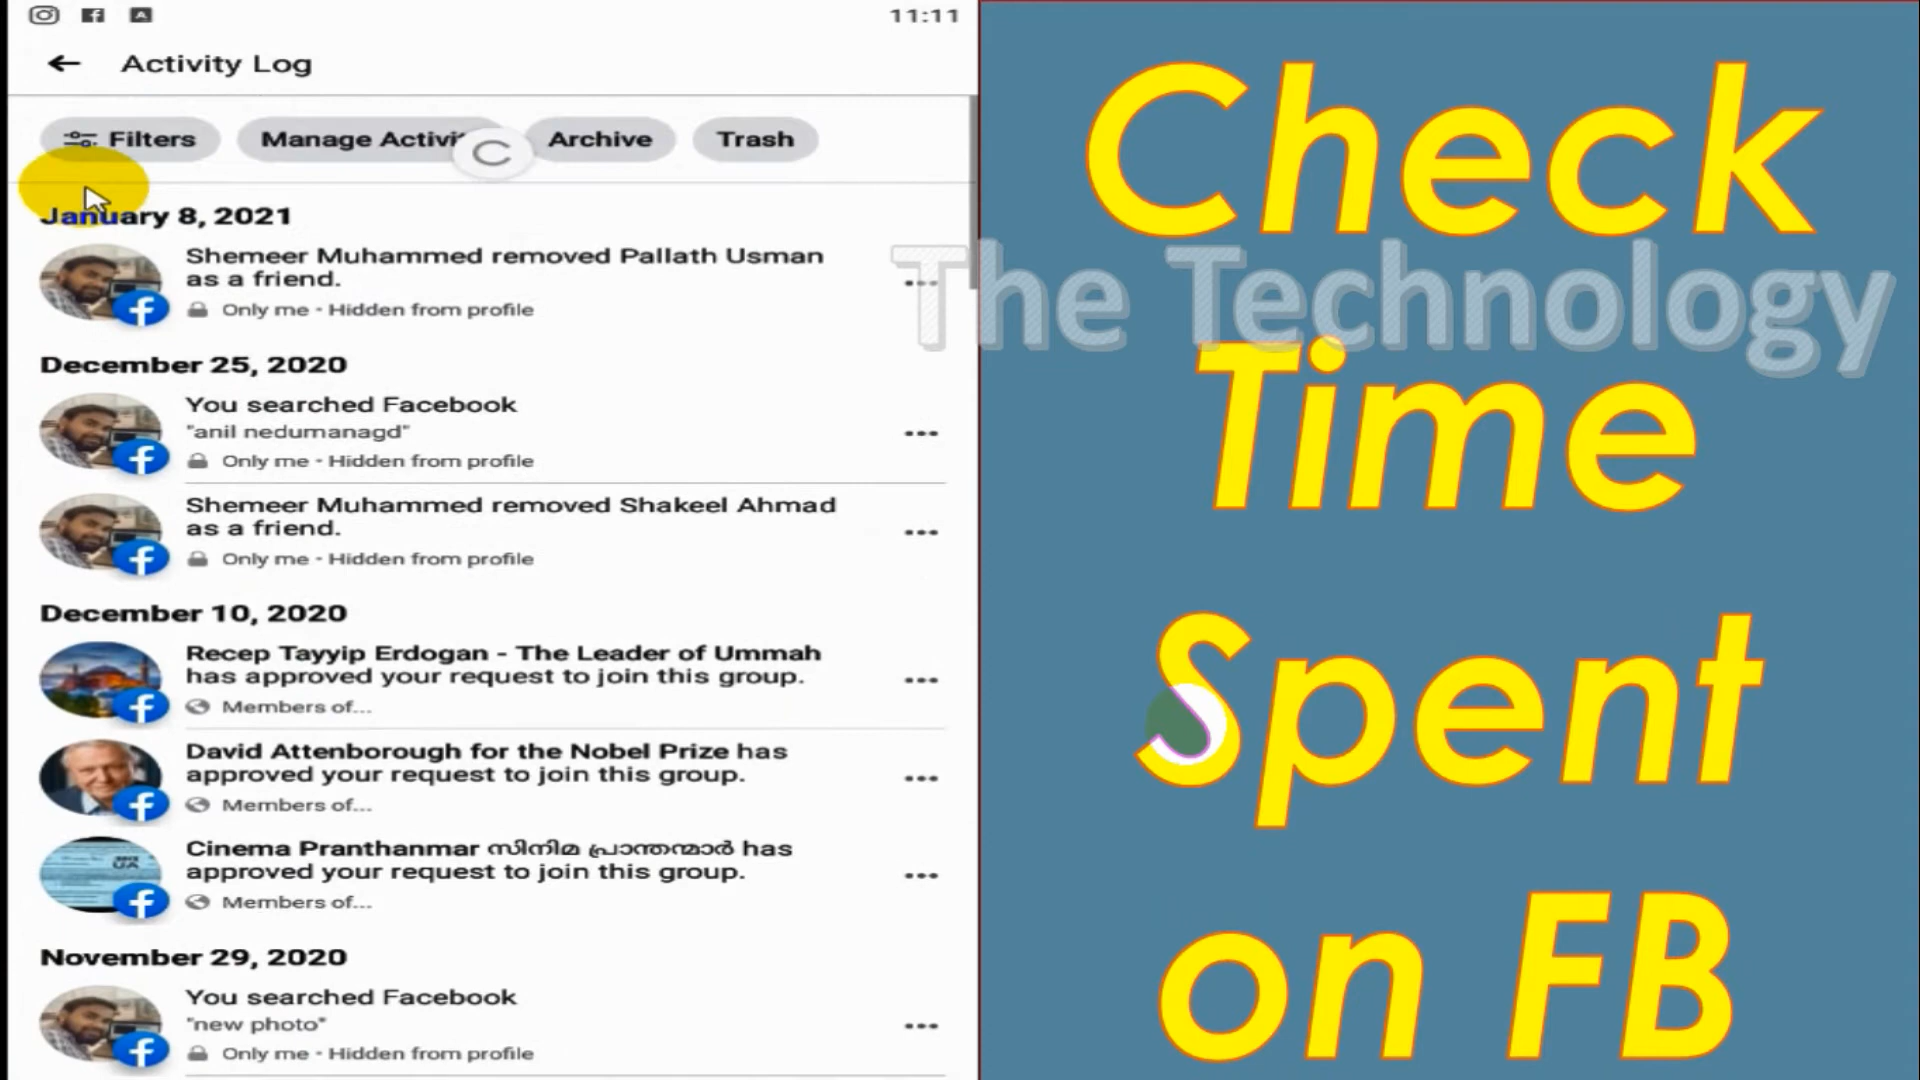 11:11
Activity Log
Filters
Manage Activi
Archive
Trash
January 8, 2021
Shemeer Muhammed removed Pallath Usman
as a friend.
Only me - Hidden from profile
December 25, 2020
You searched Facebook
"anil nedumanagd"
Only me - Hidden from profile
Shemeer Muhammed removed Shakeel Ahmad
as a friend.
Only me - Hidden from profile
December 10, 2020
Recep Tayyip Erdogan - The Leader of Ummah
has approved your request to join this group.
Members of...
David Attenborough for the Nobel Prize has
approved your request to join this group.
Members of...
Cinema Pranthanmar സിനിമ പ്രാന്തന്മാർ has
approved your request to join this group.
Members of...
November 29, 2020
You searched Facebook
"new photo"
Only me - Hidden from profile
Check
The Technology
Time
Spent
on FB